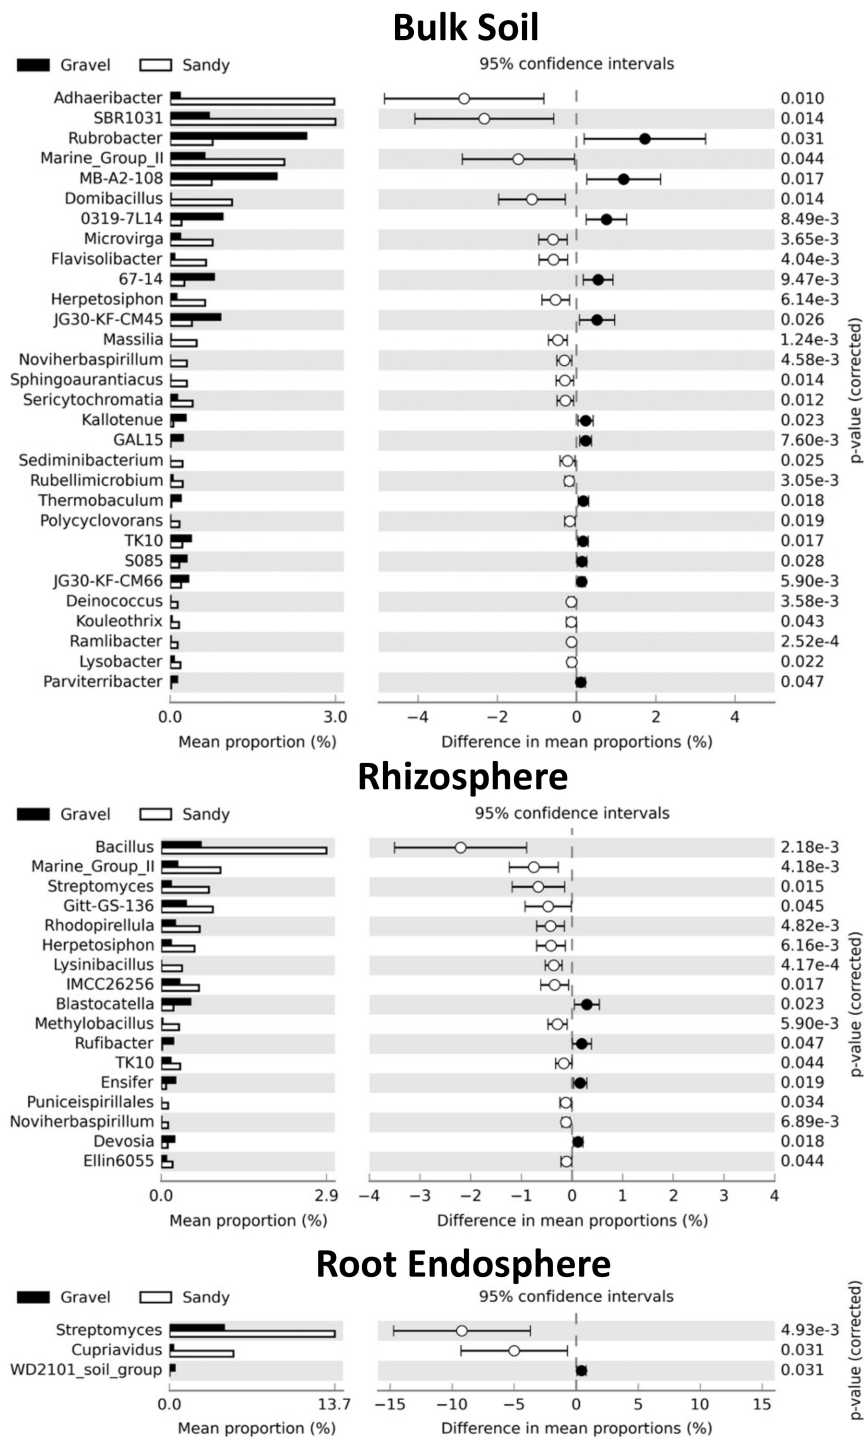 Bulk Soil
Gravel Sandy 95% confidence intervals
Adhaeribacter 0.010
SBR1031 0.014
Rubrobacter 0.031
Marine_Group_II 0.044
MB-A2-108 0.017
Domibacillus 0.014
0319-7L14 8.49e-3
Microvirga 3.65e-3
Flavisolibacter 4.04e-3
67-14 9.47e-3
Herpetosiphon 6.14e-3
JG30-KF-CM45 0.026
Massilia 1.24e-3
Noviherbaspirillum 4.58e-3
Sphingoaurantiacus 0.014
Sericytochromatia 0.012
Kallotenue 0.023
GAL15 7.60e-3
Sediminibacterium 0.025
Rubellimicrobium 3.05e-3
Thermobaculum 0.018
Polycyclovorans 0.019
TK10 0.017
S085 0.028
JG30-KF-CM66 5.90e-3
Deinococcus 3.58e-3
Kouleothrix 0.043
Ramlibacter 2.52e-4
Lysobacter 0.022
Parviterribacter 0.047
p-value (corrected)
0.0 3.0 −4 −2 0 2 4
Mean proportion (%) Difference in mean proportions (%)
Rhizosphere
Gravel Sandy 95% confidence intervals
Bacillus 2.18e-3
Marine_Group_II 4.18e-3
Streptomyces 0.015
Gitt-GS-136 0.045
Rhodopirellula 4.82e-3
Herpetosiphon 6.16e-3
Lysinibacillus 4.17e-4
IMCC26256 0.017
Blastocatella 0.023
Methylobacillus 5.90e-3
Rufibacter 0.047
TK10 0.044
Ensifer 0.019
Puniceispirillales 0.034
Noviherbaspirillum 6.89e-3
Devosia 0.018
Ellin6055 0.044
p-value (corrected)
0.0 2.9 −4 −3 −2 −1 0 1 2 3 4
Mean proportion (%) Difference in mean proportions (%)
Root Endosphere
Gravel Sandy 95% confidence intervals
Streptomyces 4.93e-3
Cupriavidus 0.031
WD2101_soil_group 0.031
p-value (corrected)
0.0 13.7 −15 −10 −5 0 5 10 15
Mean proportion (%) Difference in mean proportions (%)